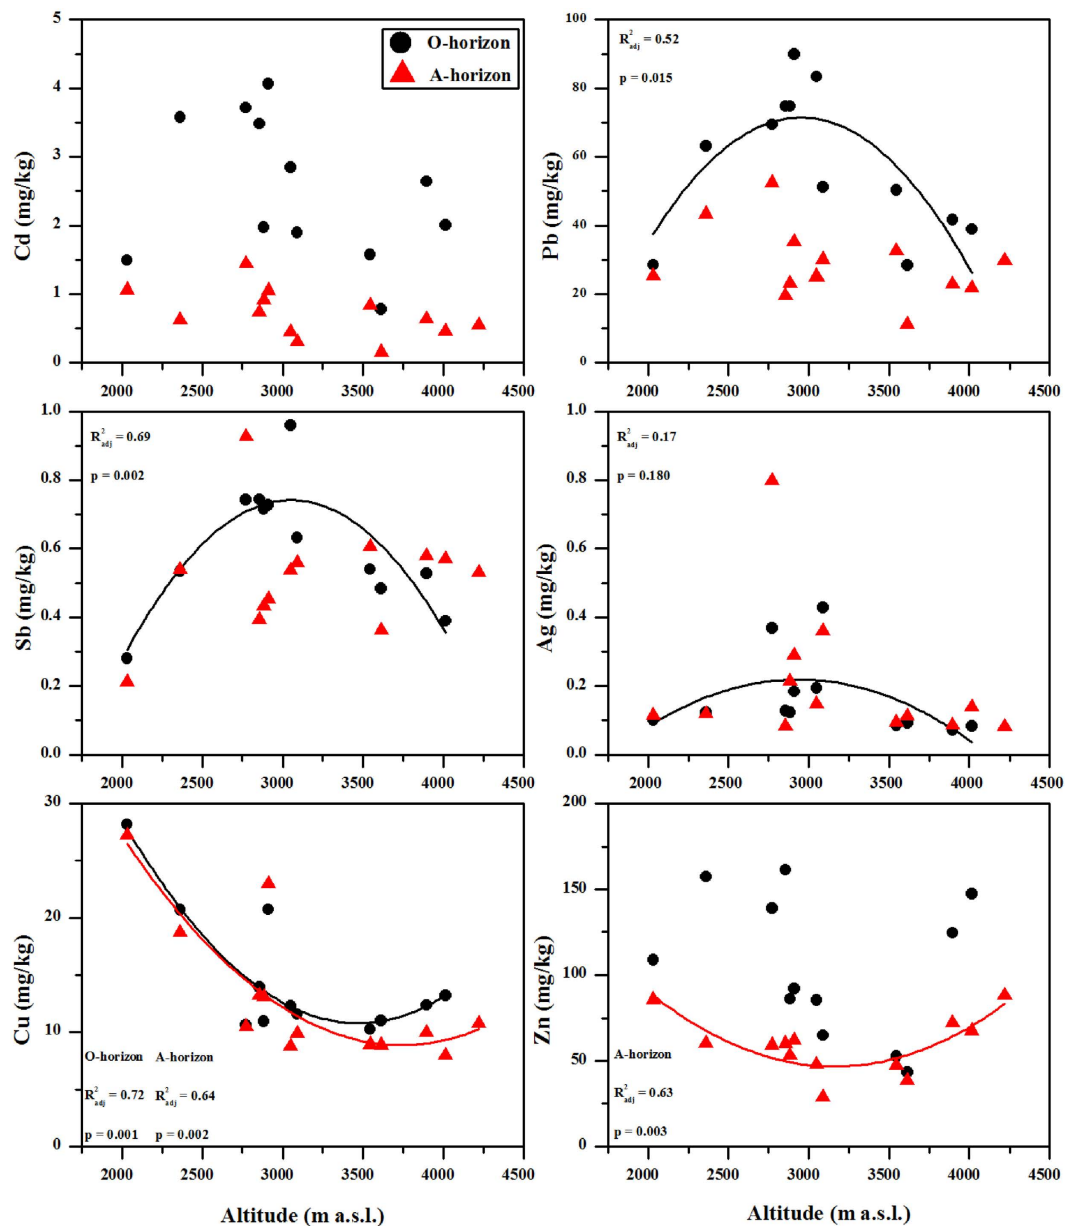 5
4
3
2
1
0
Cd (mg/kg)
O-horizon
A-horizon
2000 2500 3000 3500 4000 4500
100
80
60
40
20
0
Pb (mg/kg)
R²adj = 0.52
p = 0.015
2000 2500 3000 3500 4000 4500
1.0
0.8
0.6
0.4
0.2
0.0
Sb (mg/kg)
R²adj = 0.69
p = 0.002
2000 2500 3000 3500 4000 4500
1.0
0.8
0.6
0.4
0.2
0.0
Ag (mg/kg)
R²adj = 0.17
p = 0.180
2000 2500 3000 3500 4000 4500
30
20
10
0
Cu (mg/kg)
O-horizon A-horizon
R²adj = 0.72 R²adj = 0.64
p = 0.001 p = 0.002
2000 2500 3000 3500 4000 4500
Altitude (m a.s.l.)
200
150
100
50
0
Zn (mg/kg)
A-horizon
R²adj = 0.63
p = 0.003
2000 2500 3000 3500 4000 4500
Altitude (m a.s.l.)